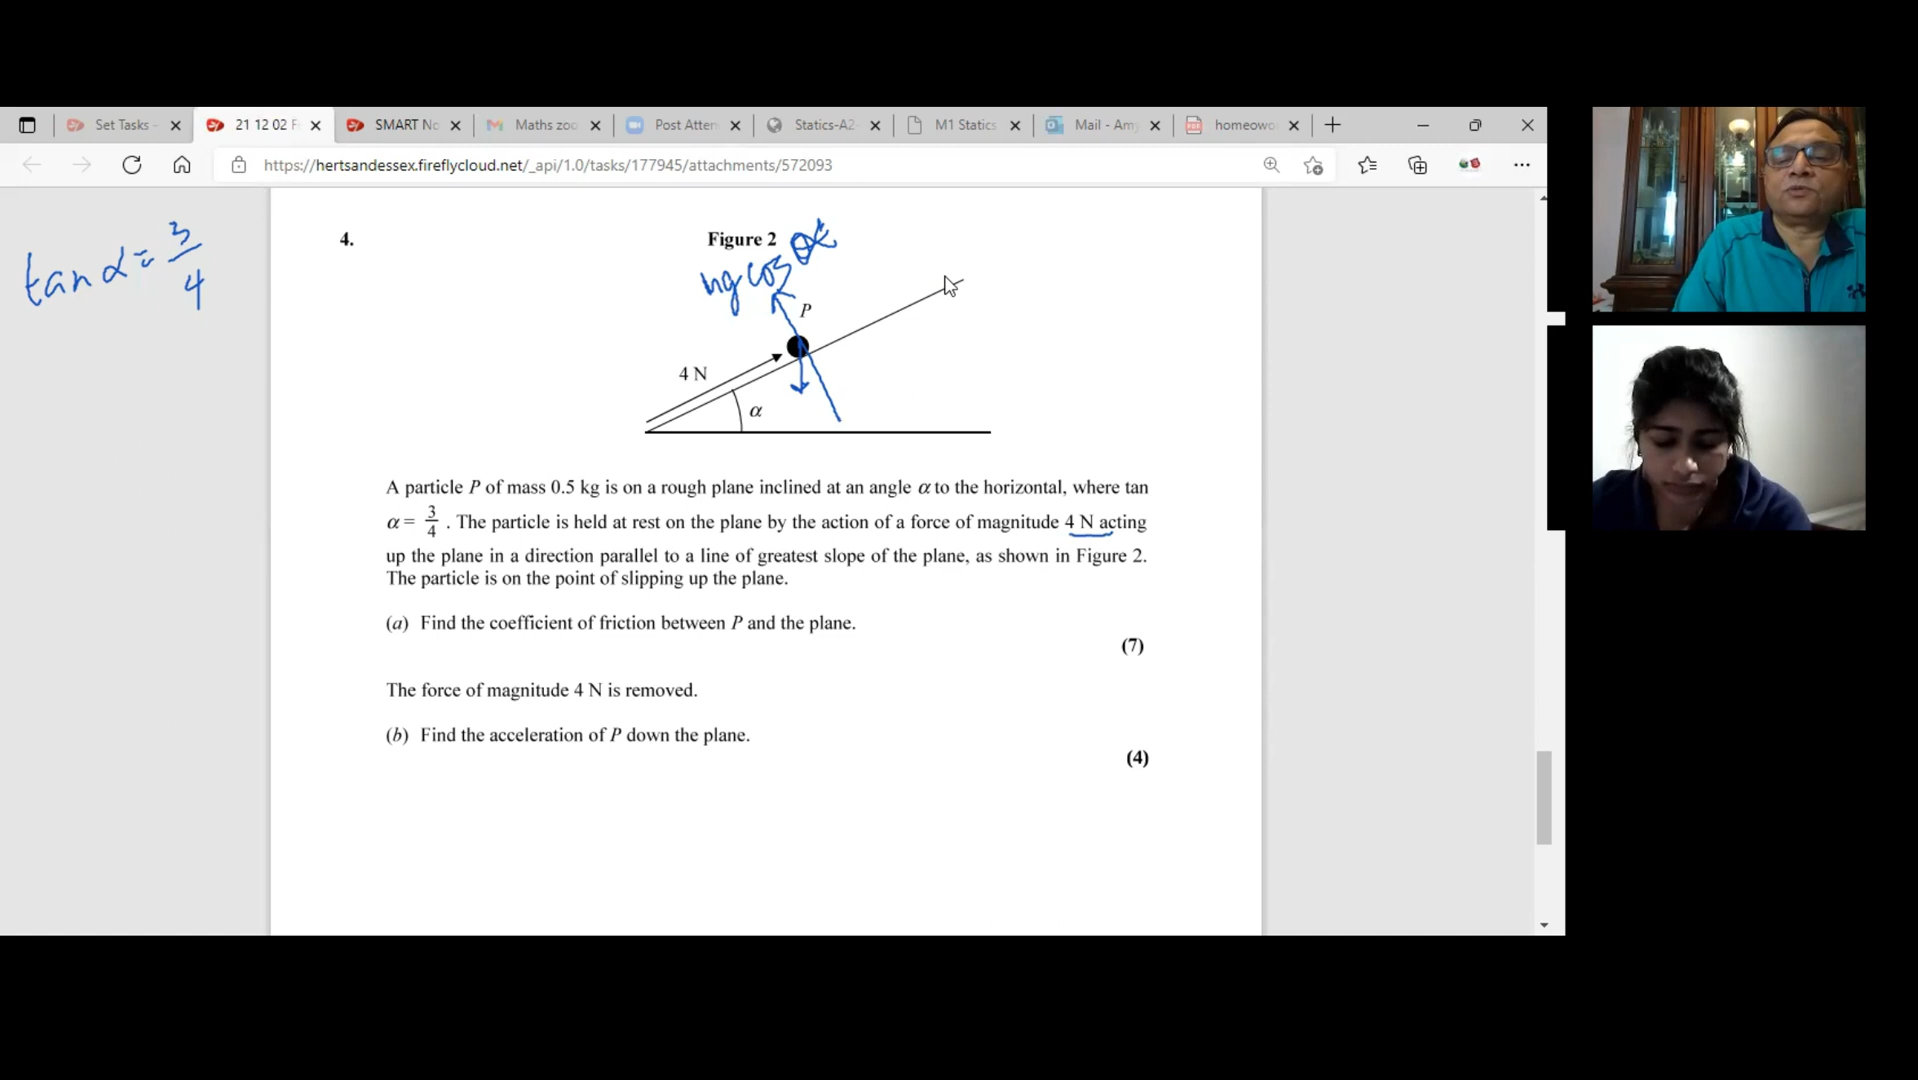 Set Tasks -
21 12 02 F
SMART No
Maths zoo
Post Atten
Statics-A2-
M1 Statics
Mail - Am
homeowo
https://hertsandessex.fireflycloud.net/_api/1.0/tasks/177945/attachments/572093
tan α = 3/4
4.
Figure 2
mg cos α
P
4 N
α
A particle P of mass 0.5 kg is on a rough plane inclined at an angle α to the horizontal, where tan
α = 3/4 . The particle is held at rest on the plane by the action of a force of magnitude 4 N acting
up the plane in a direction parallel to a line of greatest slope of the plane, as shown in Figure 2.
The particle is on the point of slipping up the plane.
(a) Find the coefficient of friction between P and the plane.
(7)
The force of magnitude 4 N is removed.
(b) Find the acceleration of P down the plane.
(4)